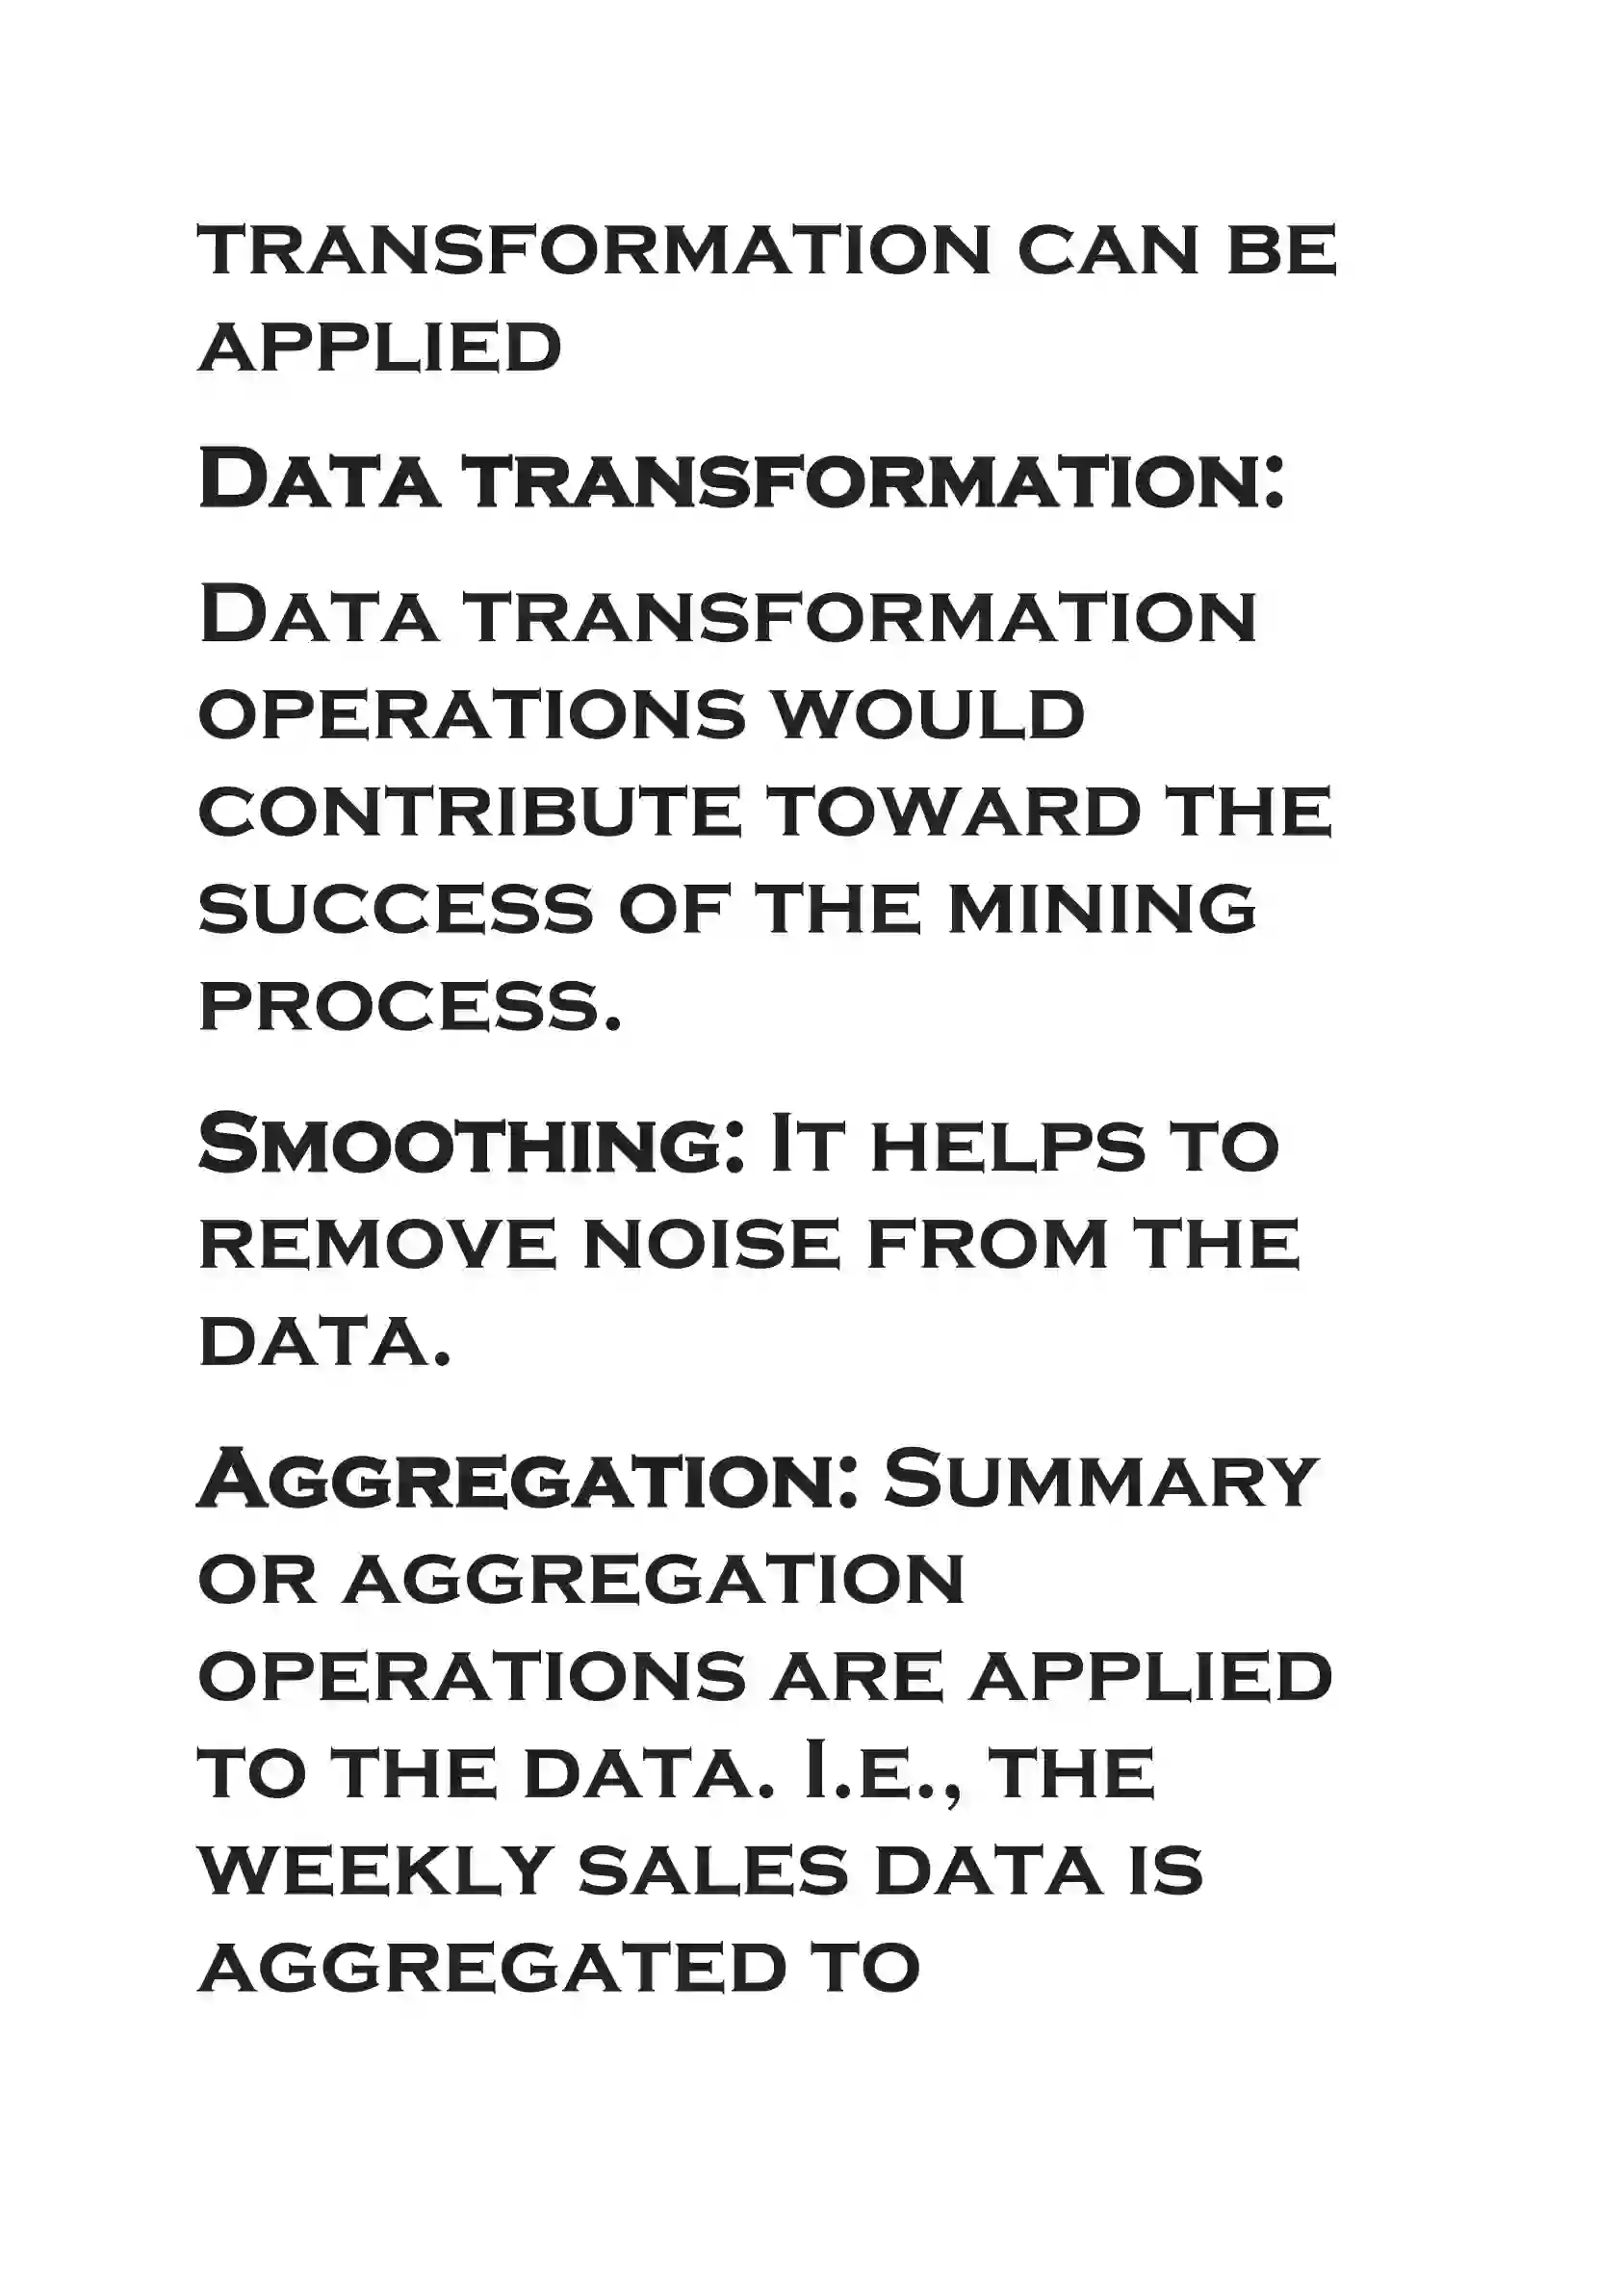 transformation can be
applied
Data transformation:
Data transformation
operations would
contribute toward the
success of the mining
process.
Smoothing: It helps to
remove noise from the
data.
Aggregation: Summary
or aggregation
operations are applied
to the data. I.e., the
weekly sales data is
aggregated to